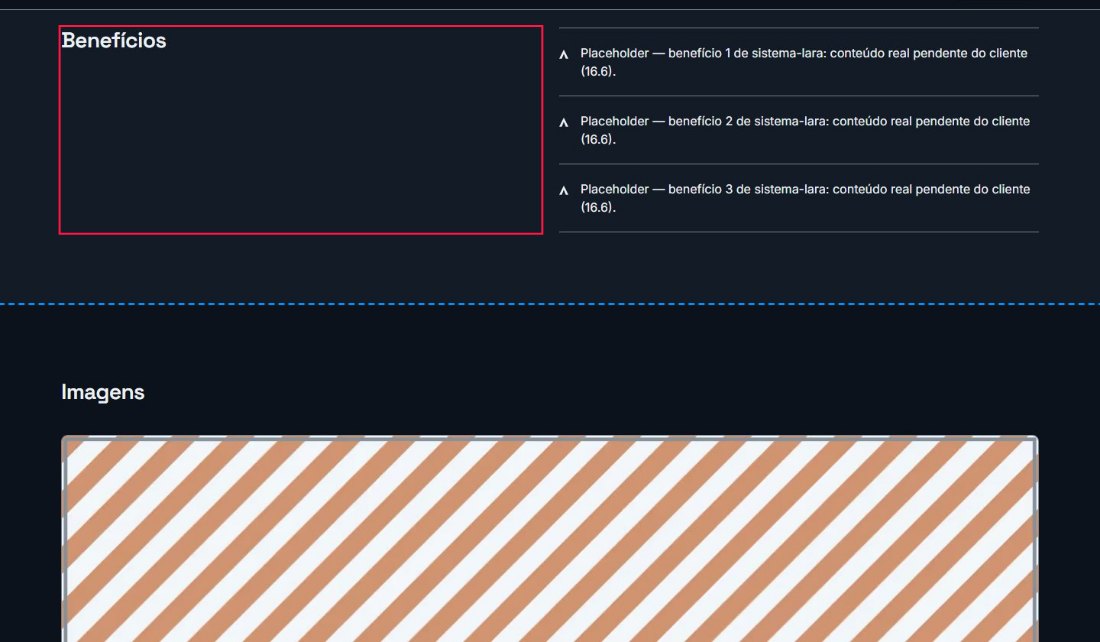 Benefícios
Placeholder — benefício 1 de sistema-lara: conteúdo real pendente do cliente
(16.6).
Placeholder — benefício 2 de sistema-lara: conteúdo real pendente do cliente
(16.6).
Placeholder — benefício 3 de sistema-lara: conteúdo real pendente do cliente
(16.6).
Imagens